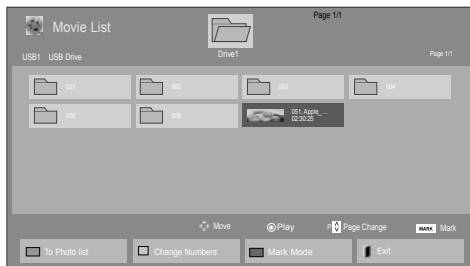 Page 1/1
Movie List
Drive1
USB1 USB Drive
Page 1/1
001 002 003 004
005 006 051. Apple_ ...
02:30:25
Move Play P Page Change MARK Mark
To Photo list Change Numbers Mark Mode Exit